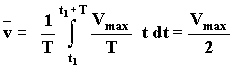 v̄ = 1/T ∫_{t₁}^{t₁+T} V_max/T t dt = V_max/2